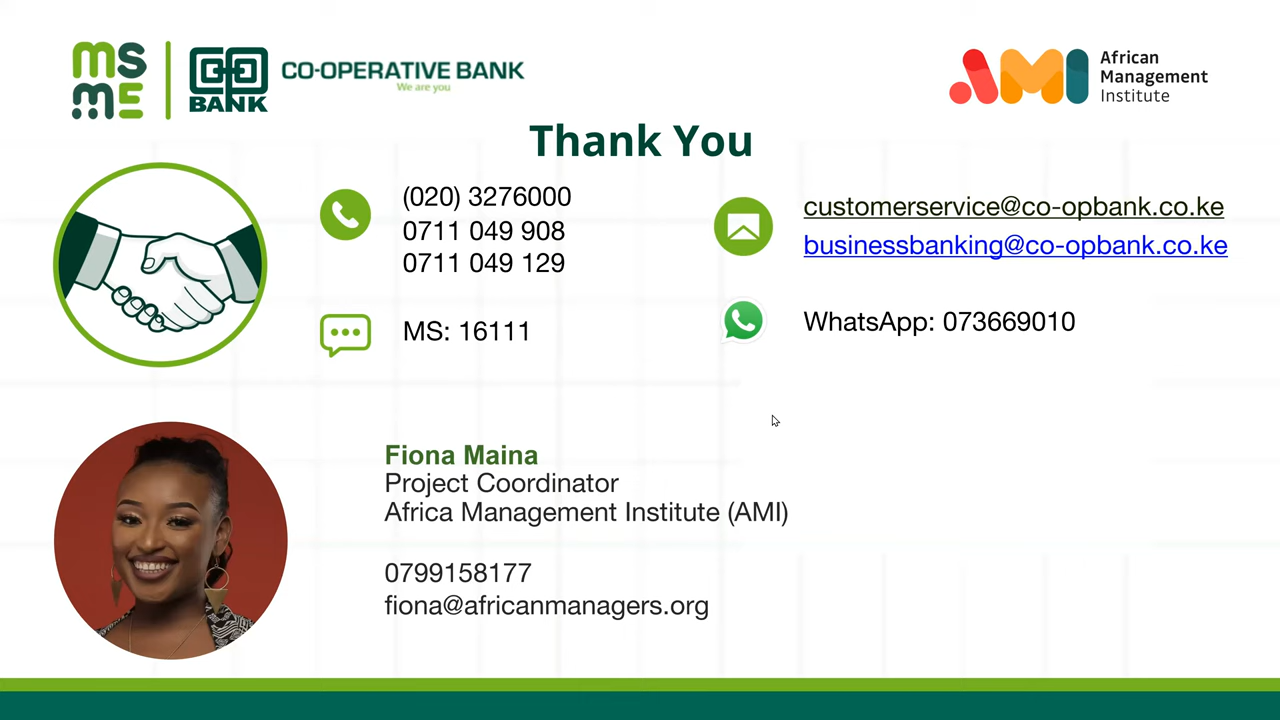 MS
ME
BANK
CO-OPERATIVE BANK
We are you
AMI
African
Management
Institute
Thank You
(020) 3276000
0711 049 908
0711 049 129
customerservice@co-opbank.co.ke
businessbanking@co-opbank.co.ke
MS: 16111
WhatsApp: 073669010
Fiona Maina
Project Coordinator
Africa Management Institute (AMI)
0799158177
fiona@africanmanagers.org